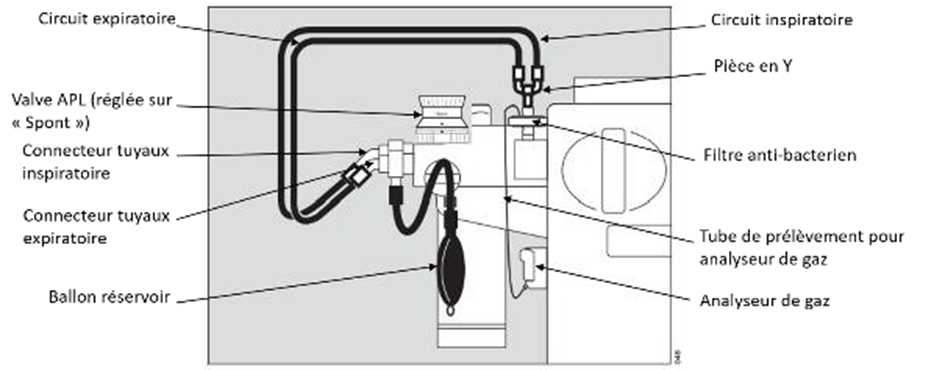 Circuit expiratoire
Circuit inspiratoire
Pièce en Y
Valve APL (réglée sur
« Spont »)
Connecteur tuyaux
inspiratoire
Filtre anti-bacterien
Connecteur tuyaux
expiratoire
Tube de prélèvement pour
analyseur de gaz
Ballon réservoir
Analyseur de gaz